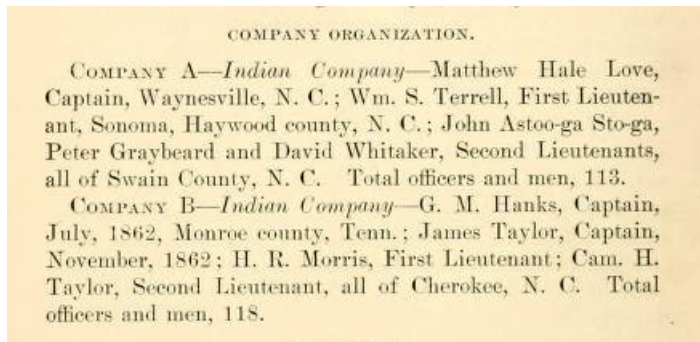 COMPANY ORGANIZATION.
COMPANY A—Indian Company—Matthew Hale Love,
Captain, Waynesville, N. C.; Wm. S. Terrell, First Lieuten-
ant, Sonoma, Haywood county, N. C.; John Astoo-ga Sto-ga,
Peter Graybeard and David Whitaker, Second Lieutenants,
all of Swain County, N. C. Total officers and men, 113.
COMPANY B—Indian Company—G. M. Hanks, Captain,
July, 1862, Monroe county, Tenn.; James Taylor, Captain,
November, 1862; H. R. Morris, First Lieutenant; Cam. H.
Taylor, Second Lieutenant, all of Cherokee, N. C. Total
officers and men, 118.